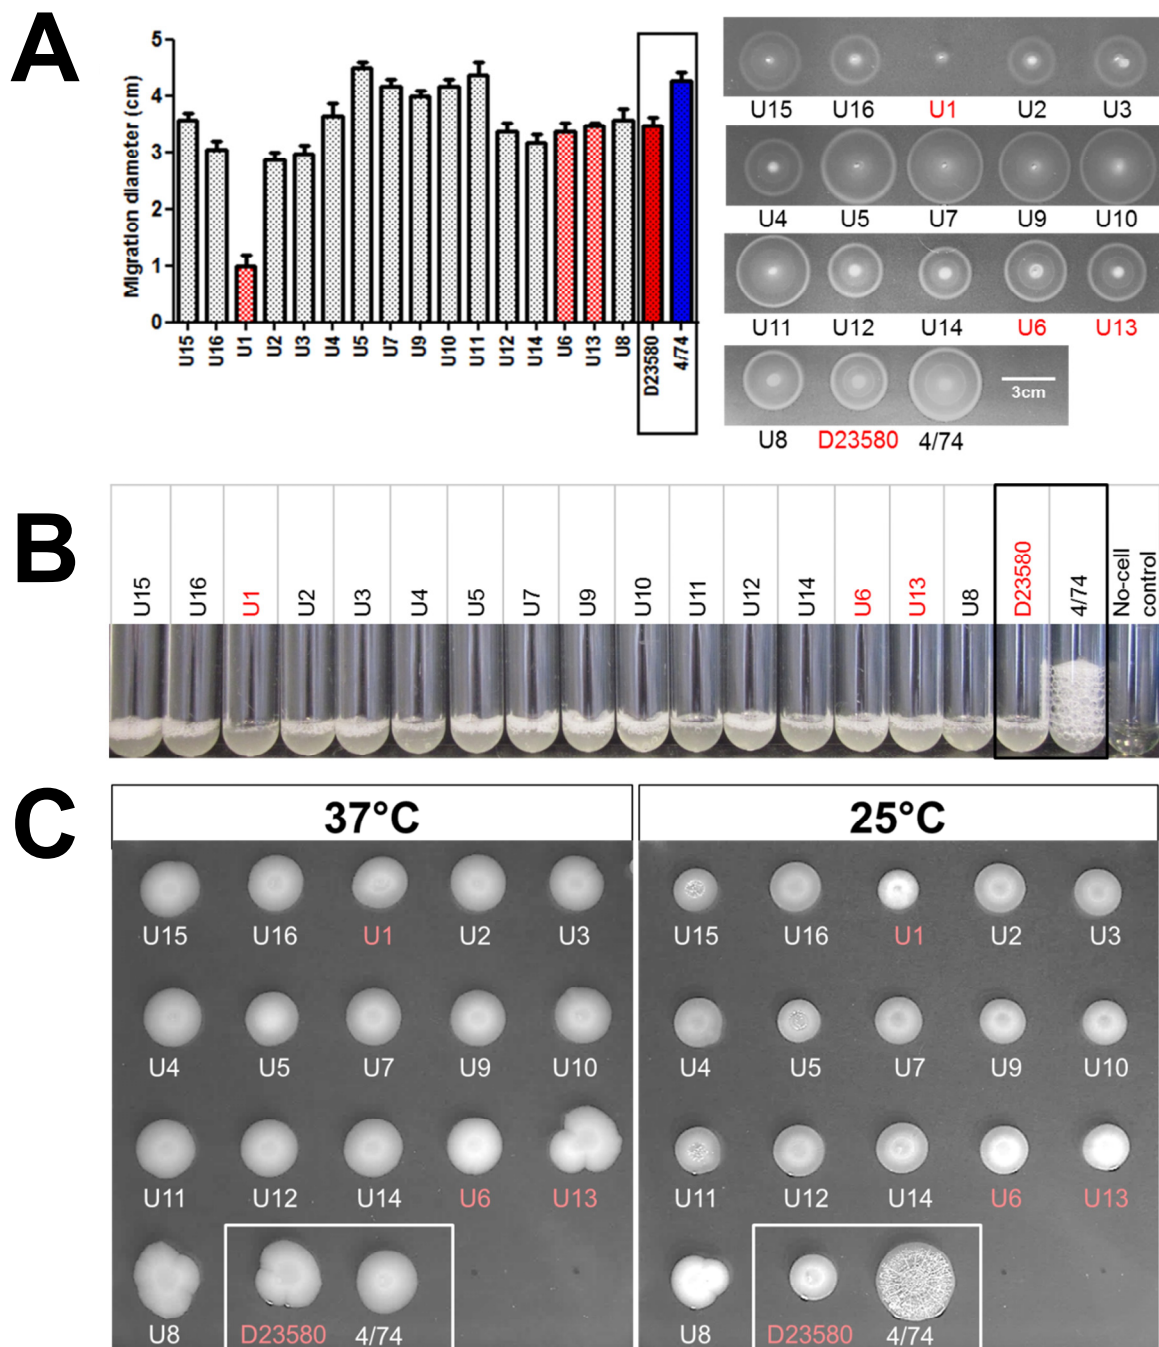 A
Migration diameter (cm)
5
4
3
2
1
0
U15 U16 U1 U2 U3 U4 U5 U7 U9 U10 U11 U12 U14 U6 U13 U8 D23580 4/74
U15 U16 U1 U2 U3
U4 U5 U7 U9 U10
U11 U12 U14 U6 U13
3cm
U8 D23580 4/74
B
U15 U16 U1 U2 U3 U4 U5 U7 U9 U10 U11 U12 U14 U6 U13 U8 D23580 4/74 No-cell control
C
37°C
U15 U16 U1 U2 U3
U4 U5 U7 U9 U10
U11 U12 U14 U6 U13
U8 D23580 4/74
25°C
U15 U16 U1 U2 U3
U4 U5 U7 U9 U10
U11 U12 U14 U6 U13
U8 D23580 4/74